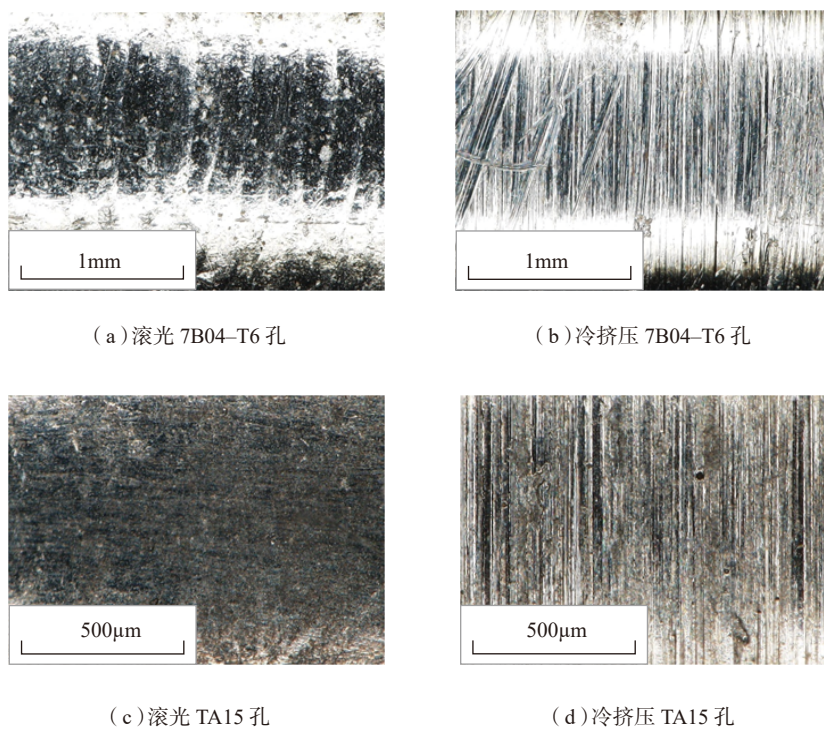 1mm
1mm
（a）滚光 7B04–T6 孔
（b）冷挤压 7B04–T6 孔
500μm
500μm
（c）滚光 TA15 孔
（d）冷挤压 TA15 孔